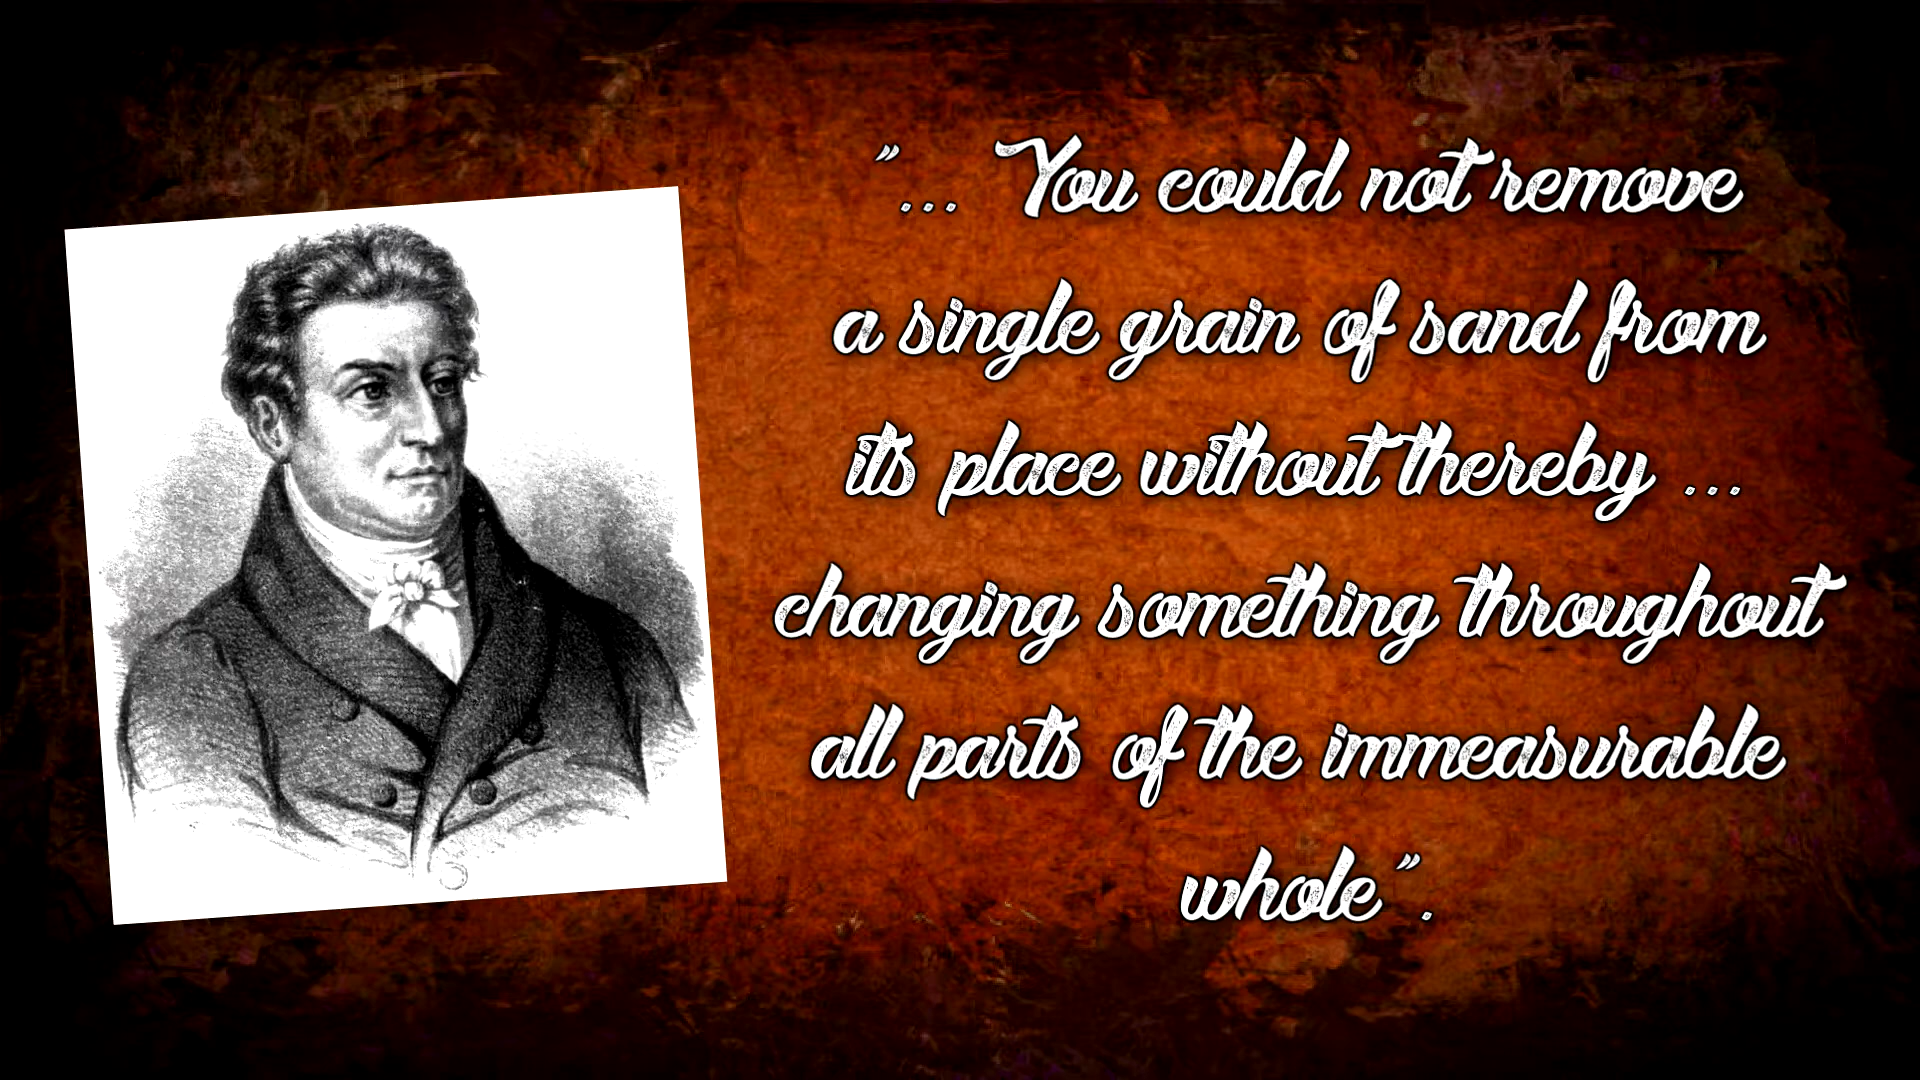 "... You could not remove
a single grain of sand from
its place without thereby ...
changing something throughout
all parts of the immeasurable
whole".